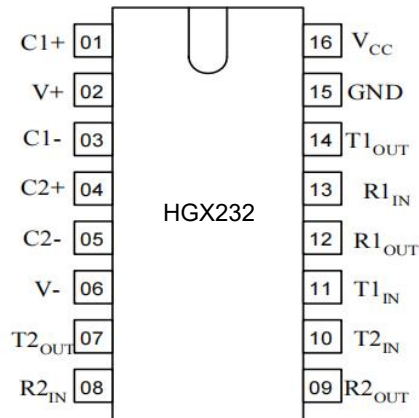 C1+ 01 16 VCC
V+ 02 15 GND
C1- 03 14 T1OUT
C2+ 04 13 R1IN
HGX232
C2- 05 12 R1OUT
V- 06 11 T1IN
T2OUT 07 10 T2IN
R2IN 08 09 R2OUT